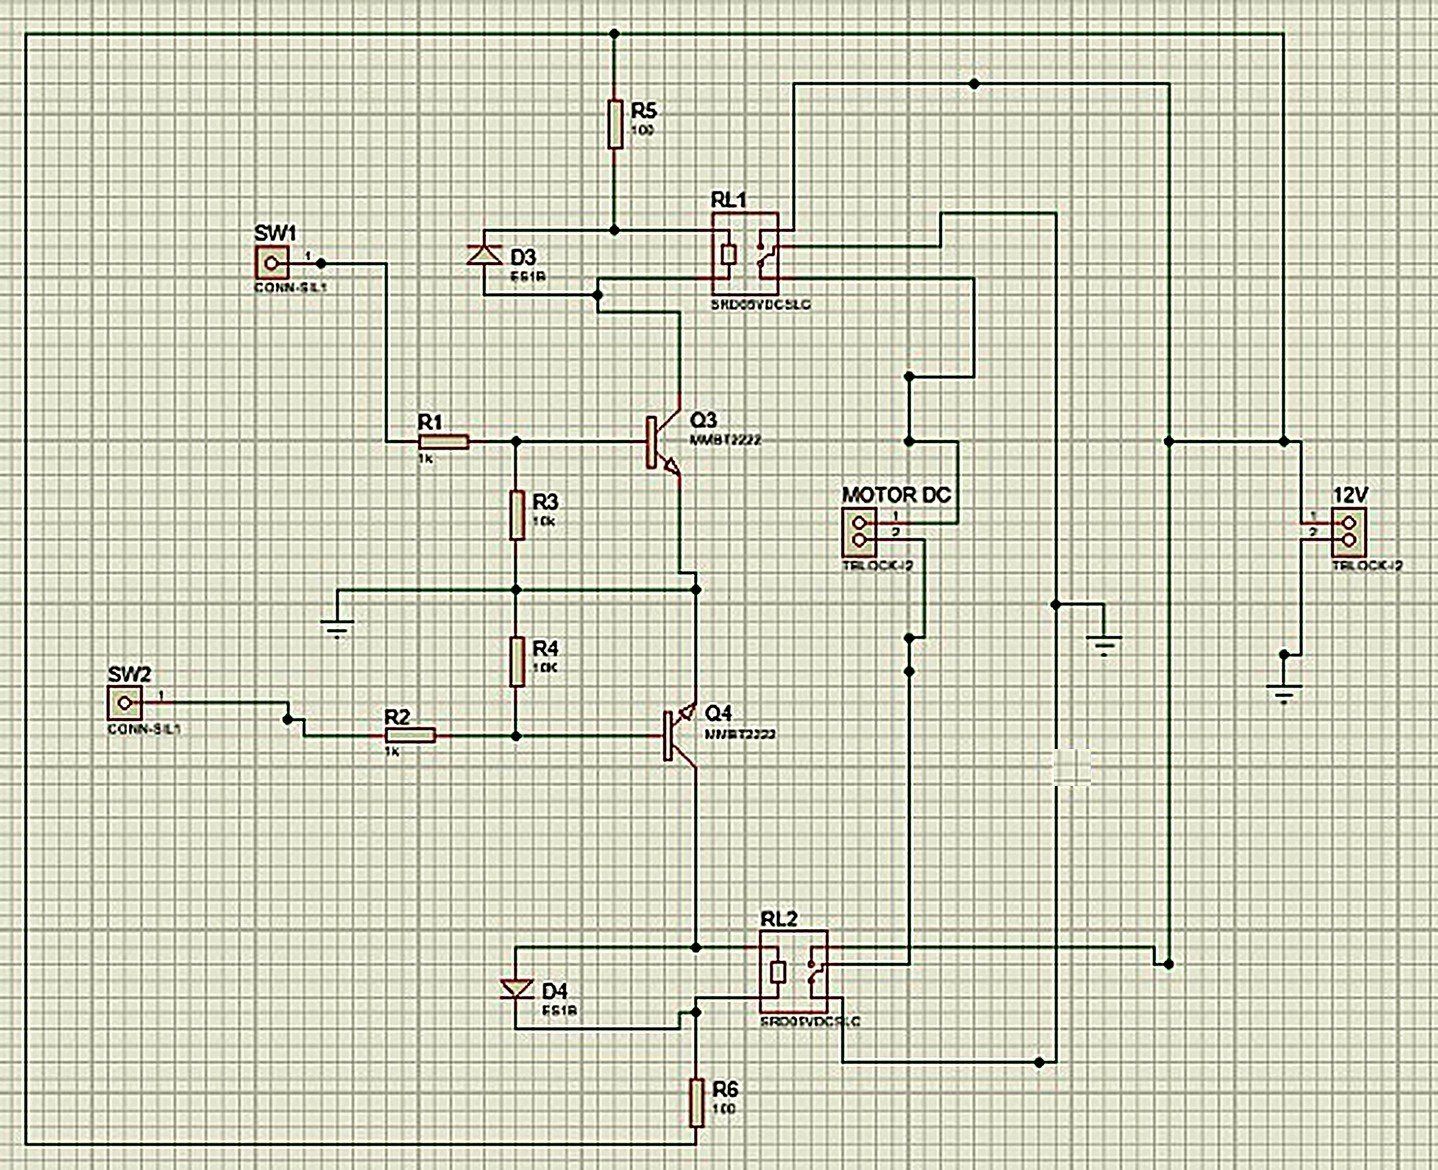 R5
100
RL1
SW1
1
CONN-SIL1
D3
ES1B
SRD05VDCSLC
R1
1k
Q3
MMBT2222
R3
10k
MOTOR DC
1
2
TBLOCK-I2
12V
1
2
TBLOCK-I2
R4
10K
SW2
1
CONN-SIL1
R2
1k
Q4
MMBT2222
RL2
D4
ES1B
SRD05VDCSLC
R6
100